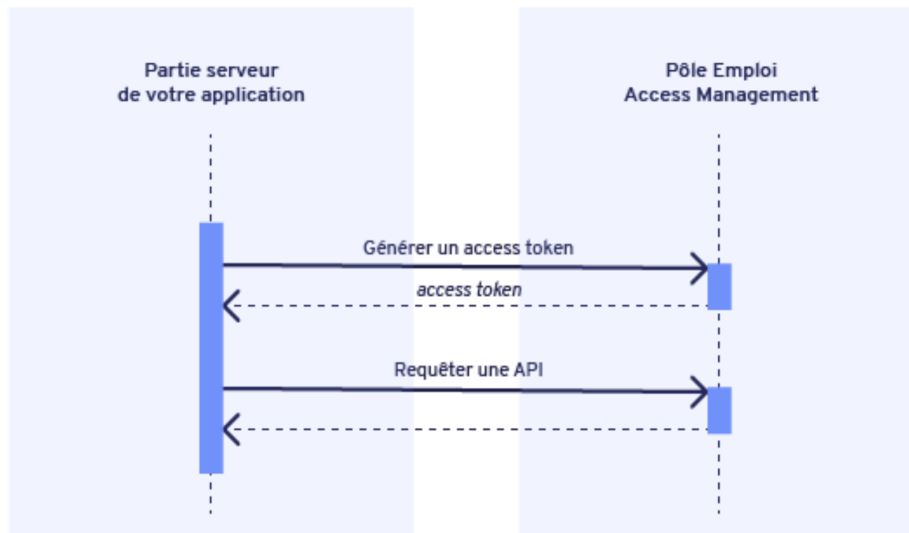 Partie serveur
de votre application
Pôle Emploi
Access Management
Générer un access token
access token
Requêter une API